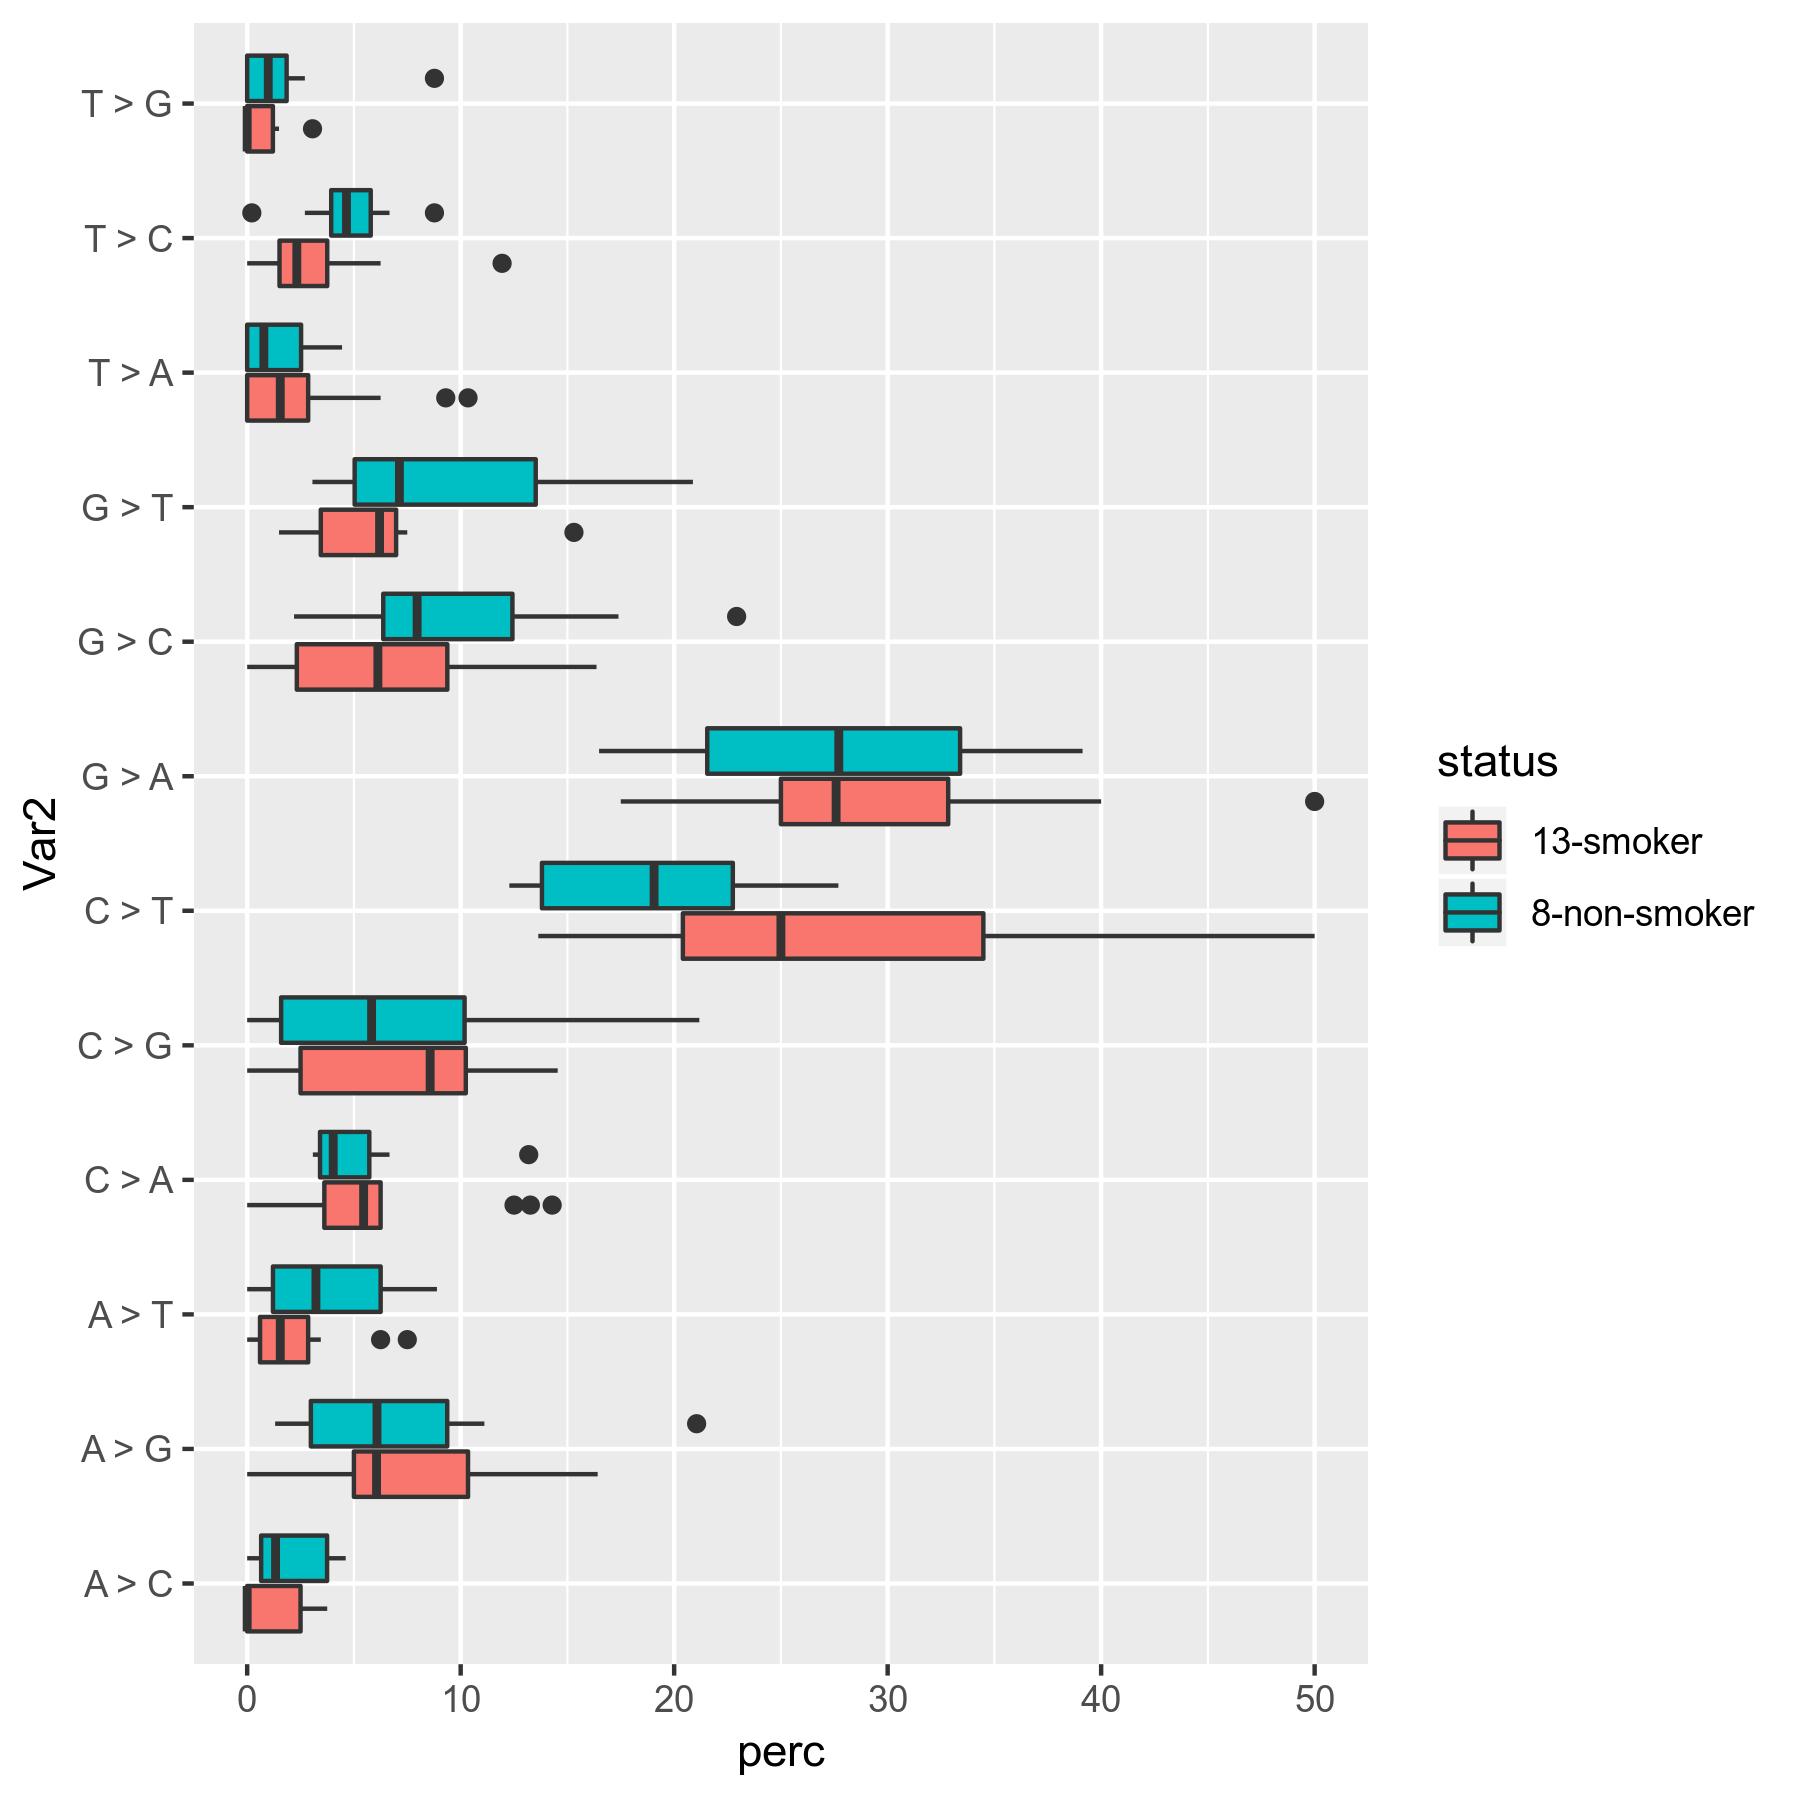 T > G
T > C
T > A
G > T
G > C
G > A
C > T
C > G
C > A
A > T
A > G
A > C
Var2
0 10 20 30 40 50
perc
status
13-smoker
8-non-smoker